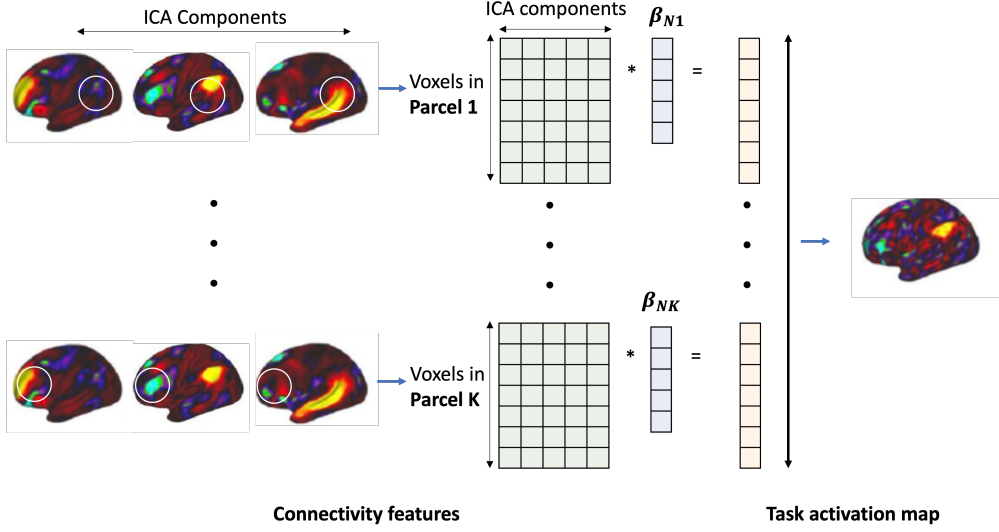 ICA Components
ICA components
β_N1
Voxels in
Parcel 1
* =
β_NK
Voxels in
Parcel K
* =
Connectivity features
Task activation map